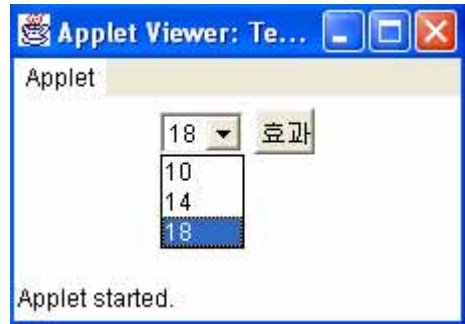 Applet Viewer: Te...
Applet
18 효과
10
14
18
Applet started.